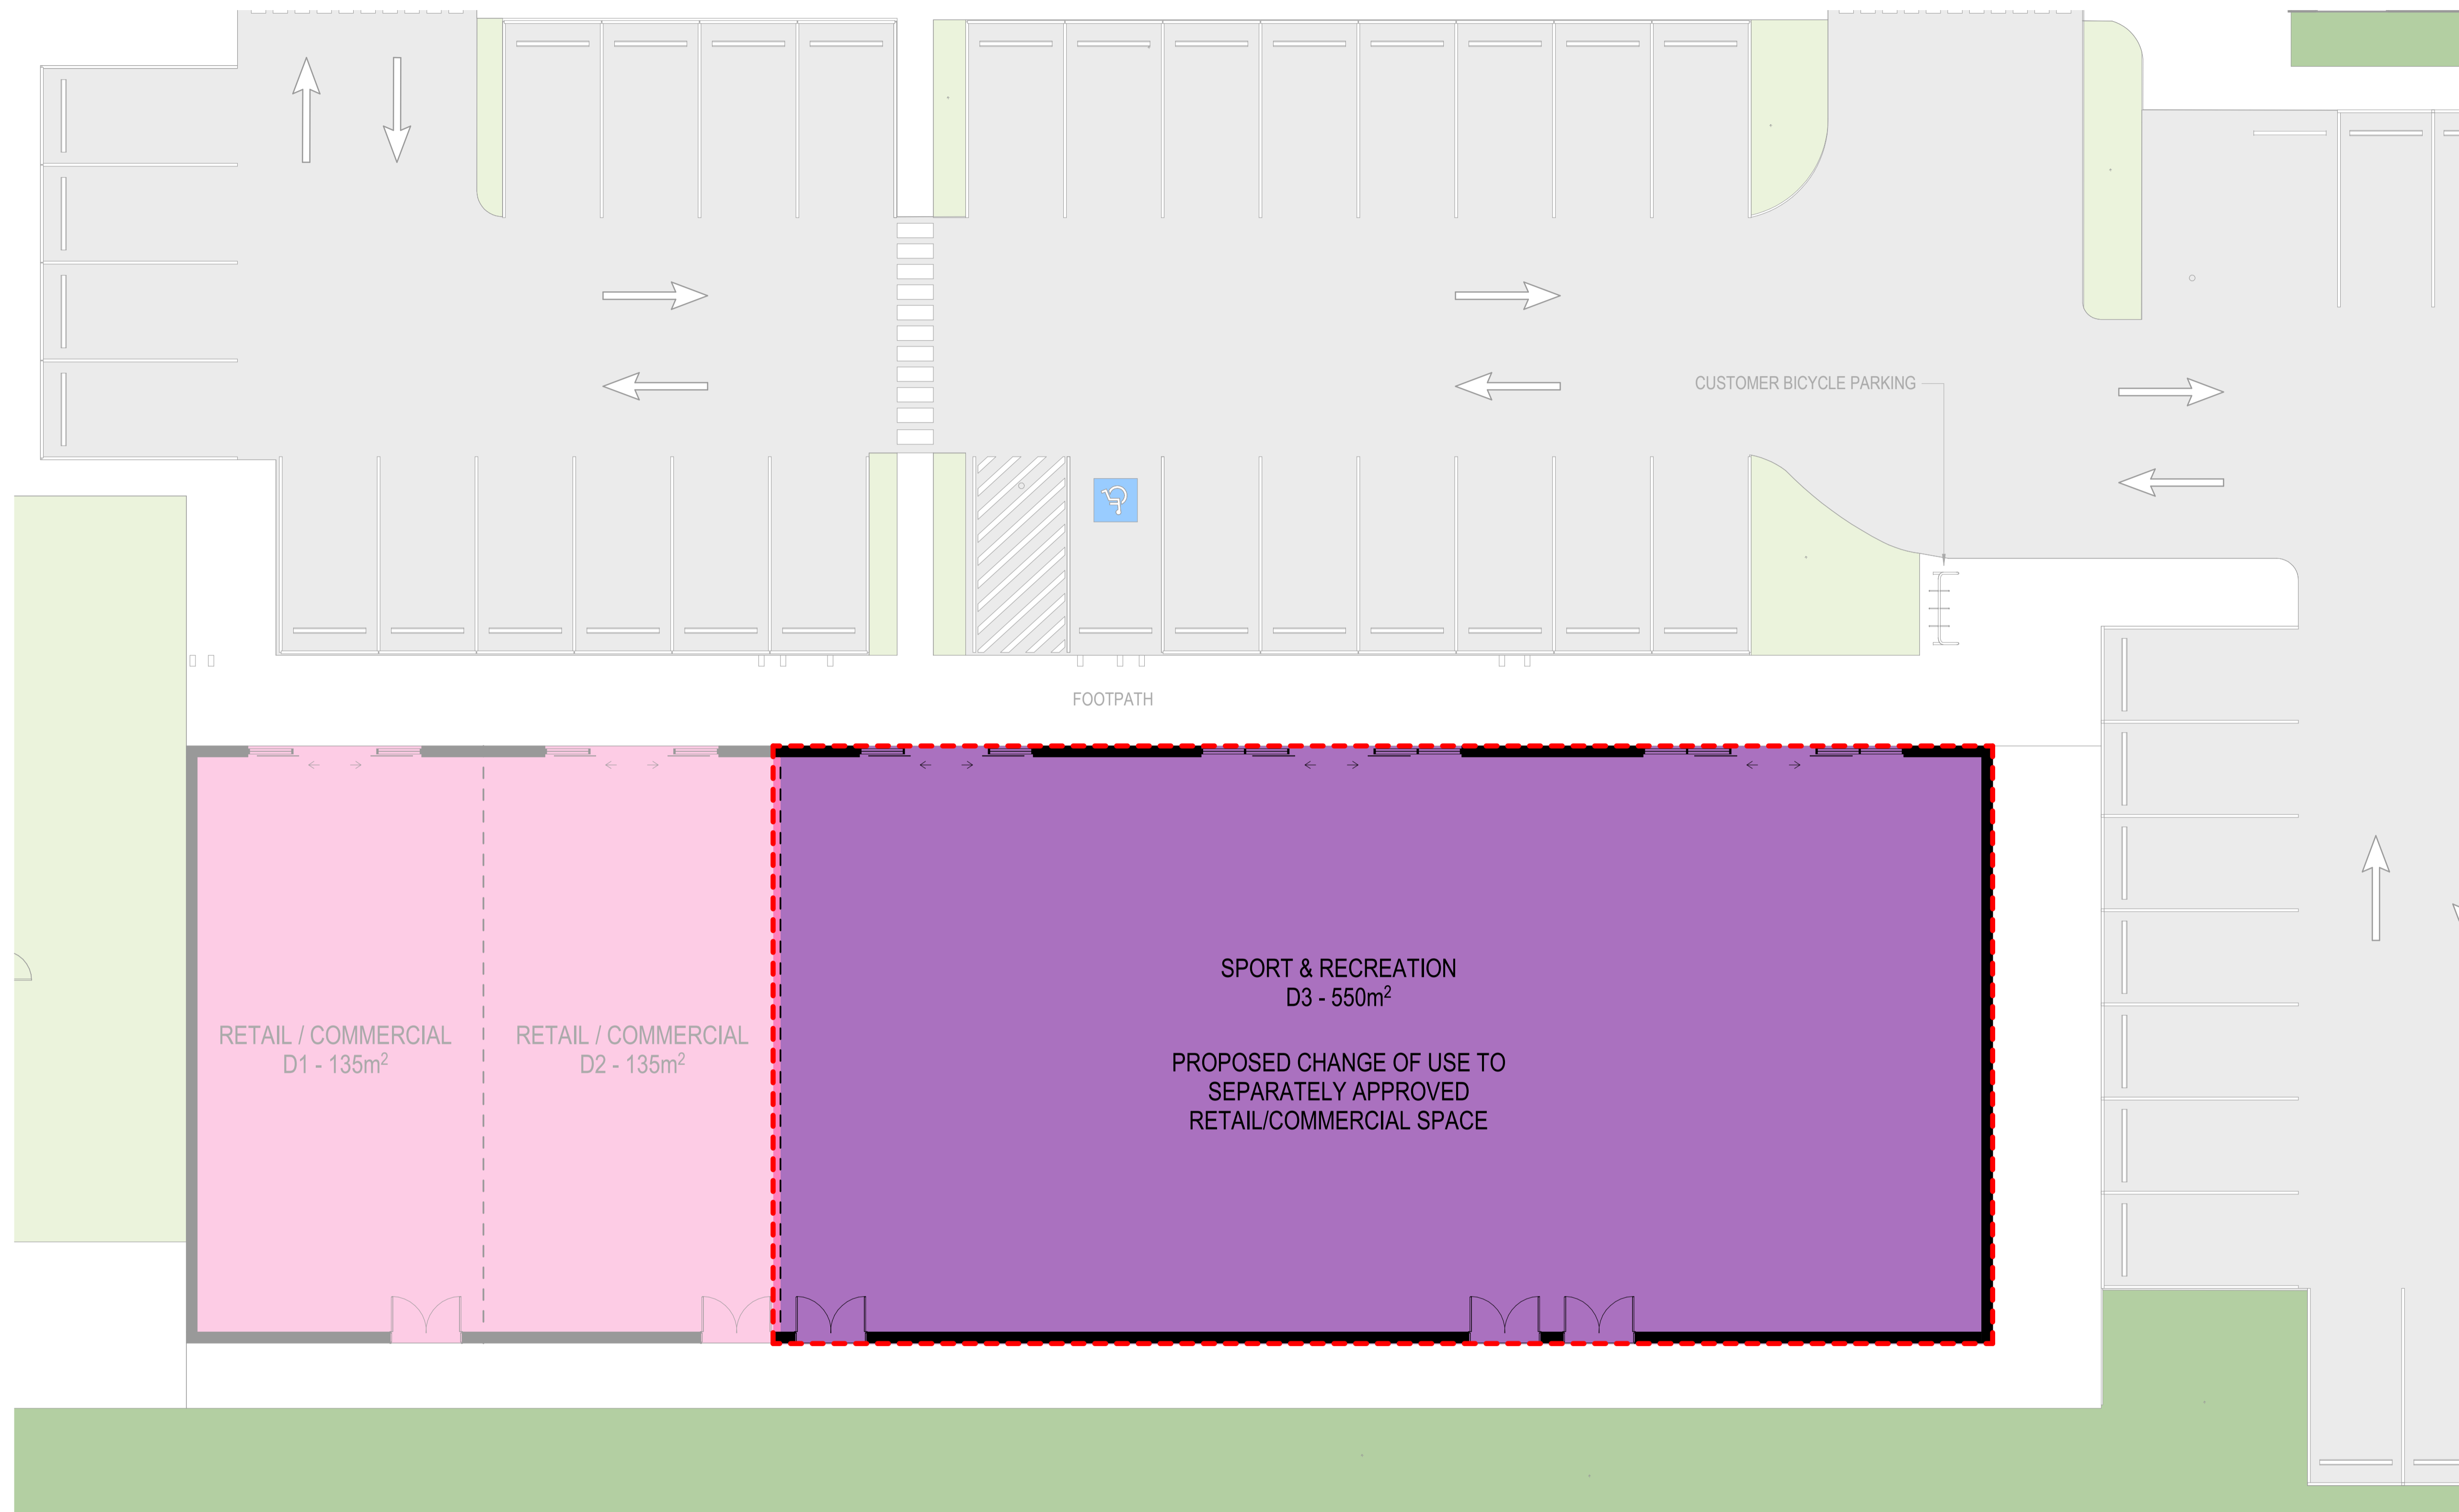 CUSTOMER BICYCLE PARKING
FOOTPATH
RETAIL / COMMERCIAL
D1 - 135m²
RETAIL / COMMERCIAL
D2 - 135m²
SPORT & RECREATION
D3 - 550m²
PROPOSED CHANGE OF USE TO
SEPARATELY APPROVED
RETAIL/COMMERCIAL SPACE